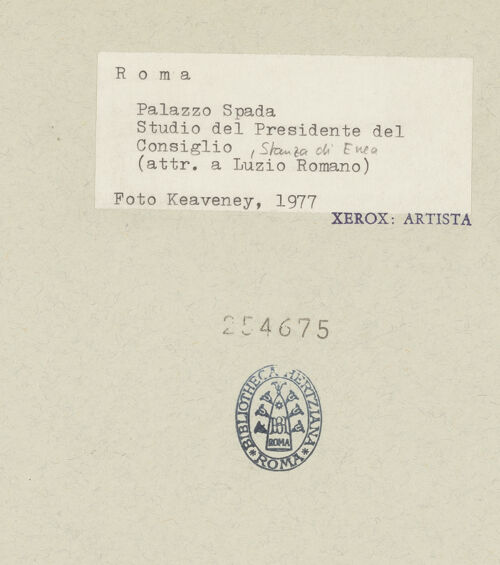 R o m a
Palazzo Spada
Studio del Presidente del
Consiglio , Stanza di Enea
(attr. a Luzio Romano)
Foto Keaveney, 1977
XEROX: ARTISTA
254675
BIBLIOTHECA HERTZIANA
BH
ROMA
* ROMA *